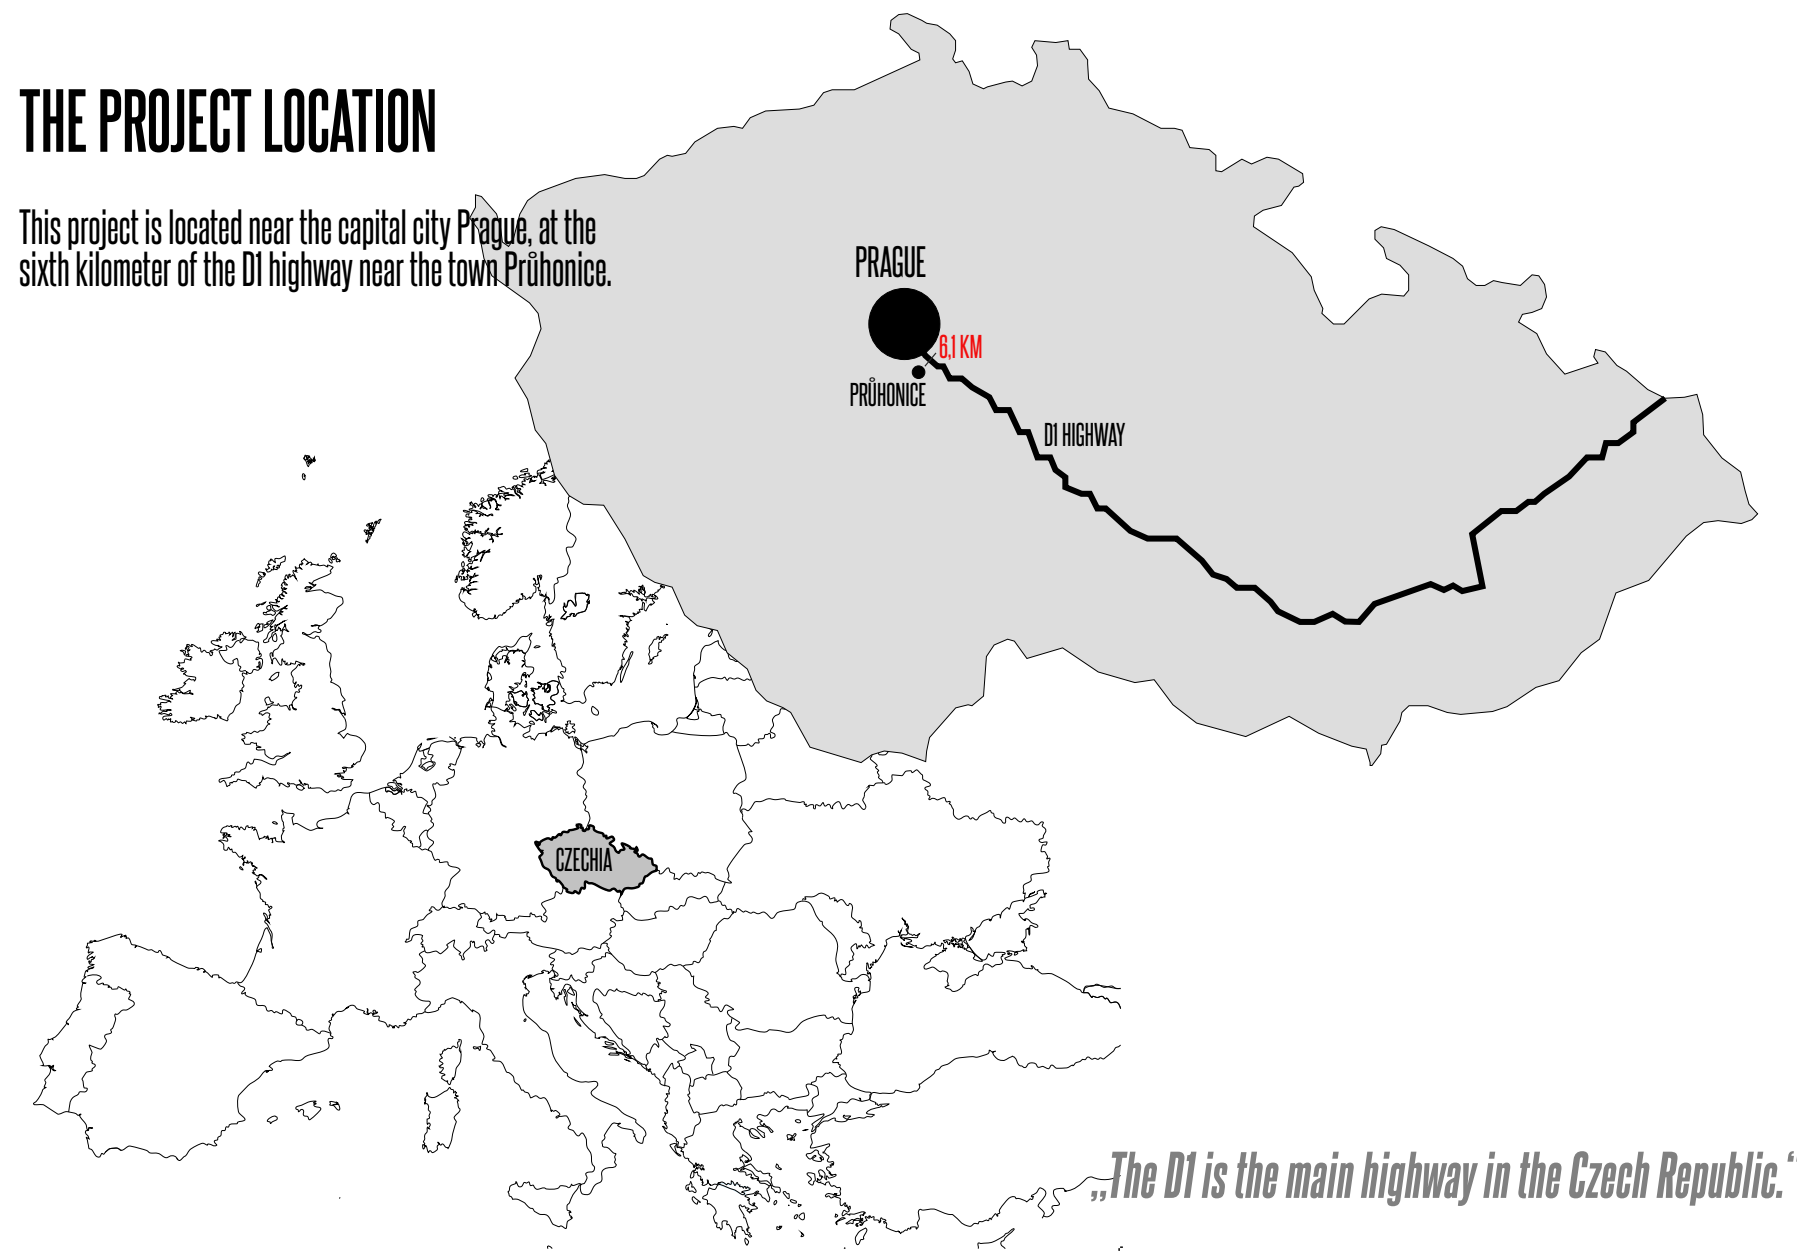 THE PROJECT LOCATION
This project is located near the capital city Prague, at the
sixth kilometer of the D1 highway near the town Průhonice.
PRAGUE
6,1 KM
PRŮHONICE
D1 HIGHWAY
CZECHIA
„The D1 is the main highway in the Czech Republic.“